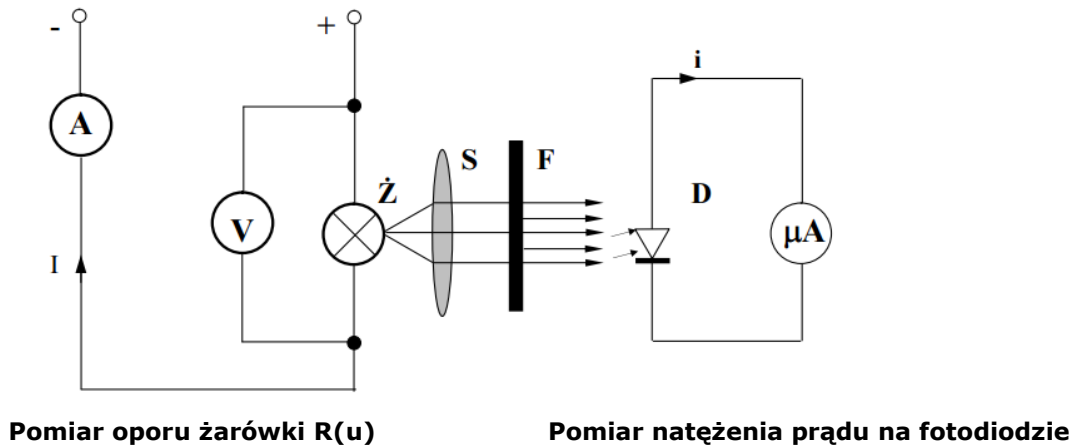 - +
i
A
S F
Ż
D
V
μA
I
Pomiar oporu żarówki R(u) Pomiar natężenia prądu na fotodiodzie